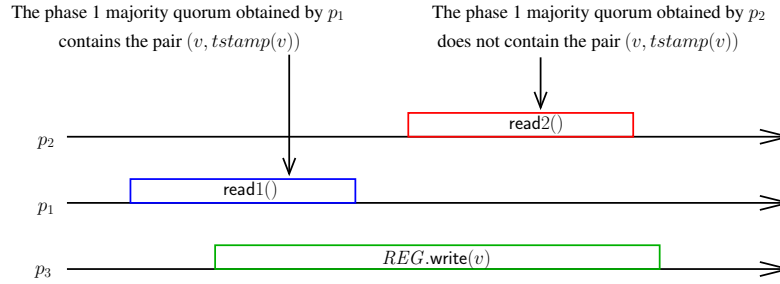 The phase 1 majority quorum obtained by p₁
contains the pair (v, tstamp(v))
The phase 1 majority quorum obtained by p₂
does not contain the pair (v, tstamp(v))
p₂
read2()
p₁
read1()
p₃
REG.write(v)